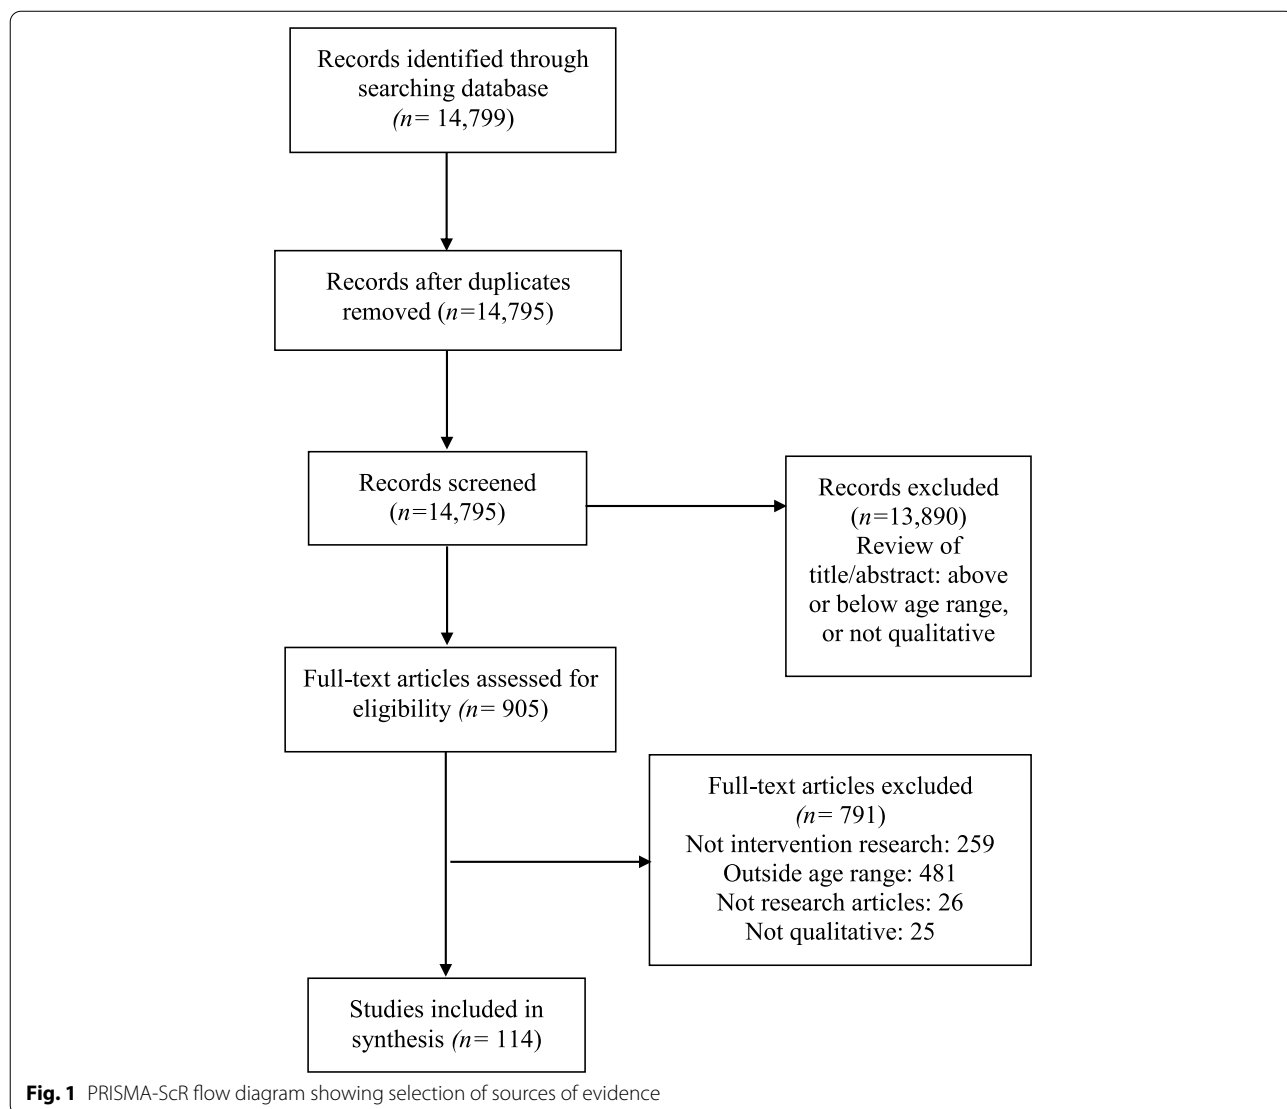 Records identified through
searching database
(n= 14,799)
Records after duplicates
removed (n=14,795)
Records screened
(n=14,795)
Records excluded
(n=13,890)
Review of
title/abstract: above
or below age range,
or not qualitative
Full-text articles assessed for
eligibility (n= 905)
Full-text articles excluded
(n= 791)
Not intervention research: 259
Outside age range: 481
Not research articles: 26
Not qualitative: 25
Studies included in
synthesis (n= 114)
Fig. 1 PRISMA-ScR flow diagram showing selection of sources of evidence